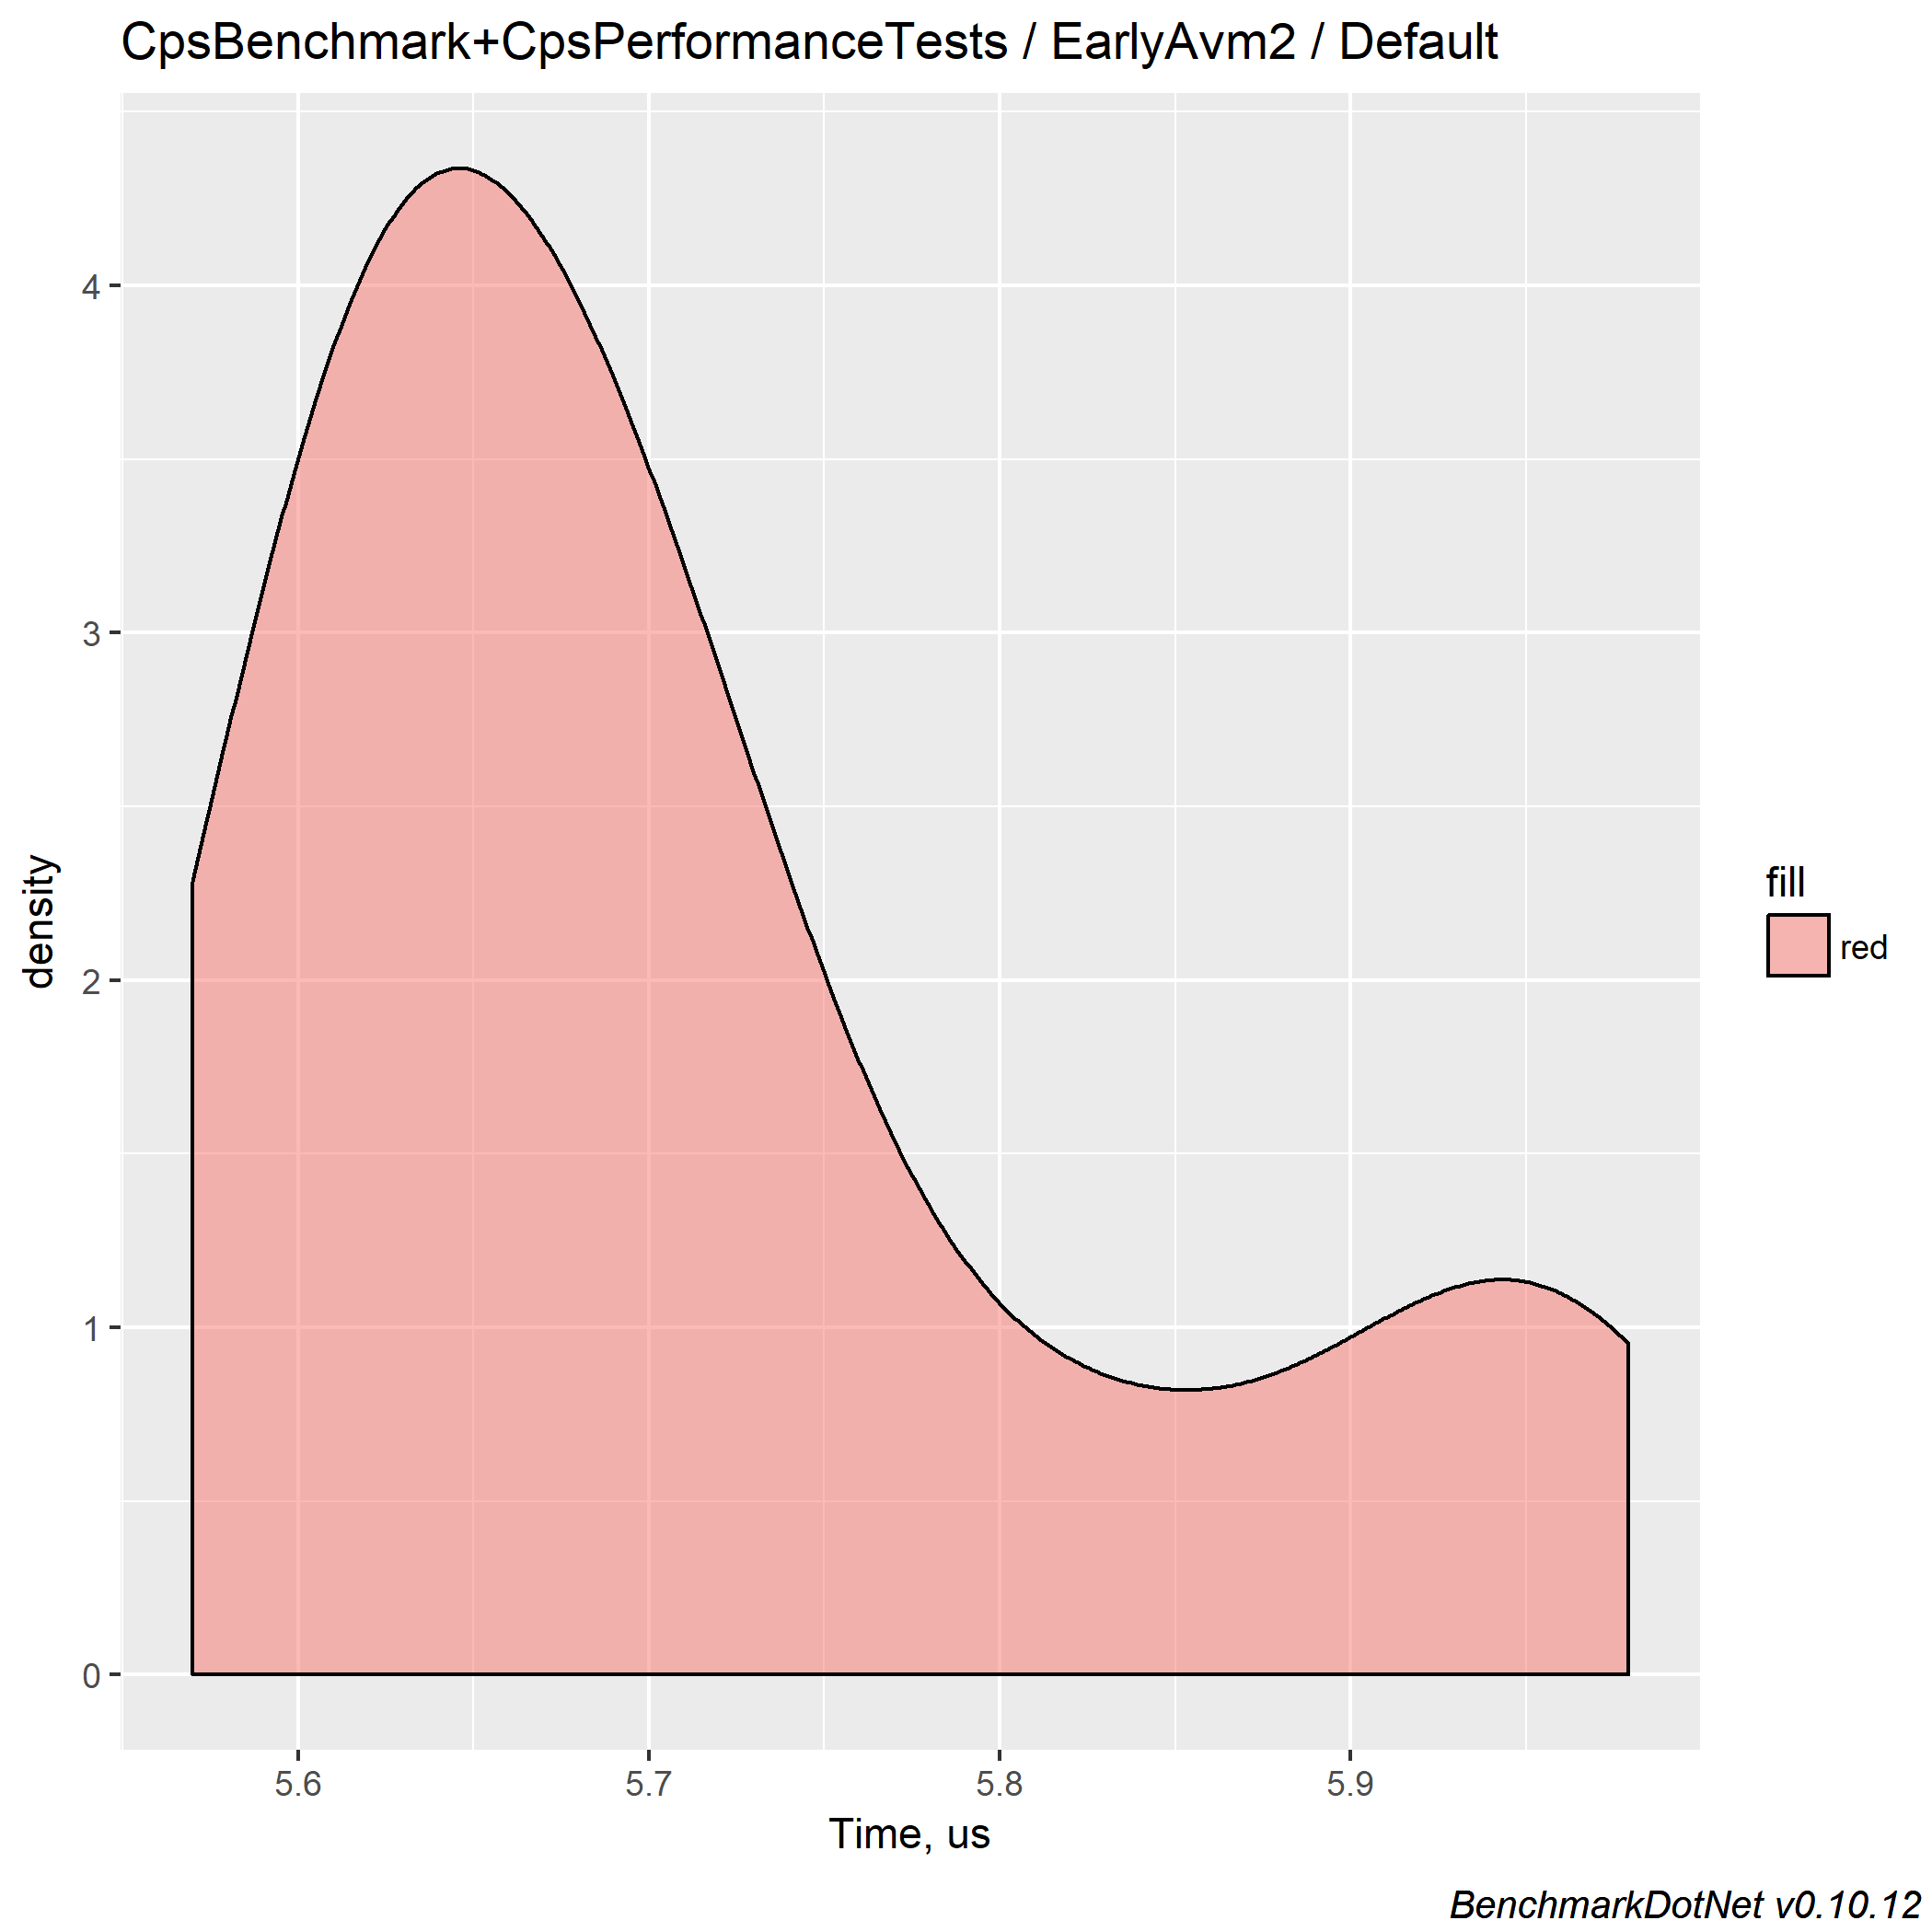 CpsBenchmark+CpsPerformanceTests / EarlyAvm2 / Default
density
4
3
2
1
0
5.6 5.7 5.8 5.9
Time, us
fill
red
BenchmarkDotNet v0.10.12